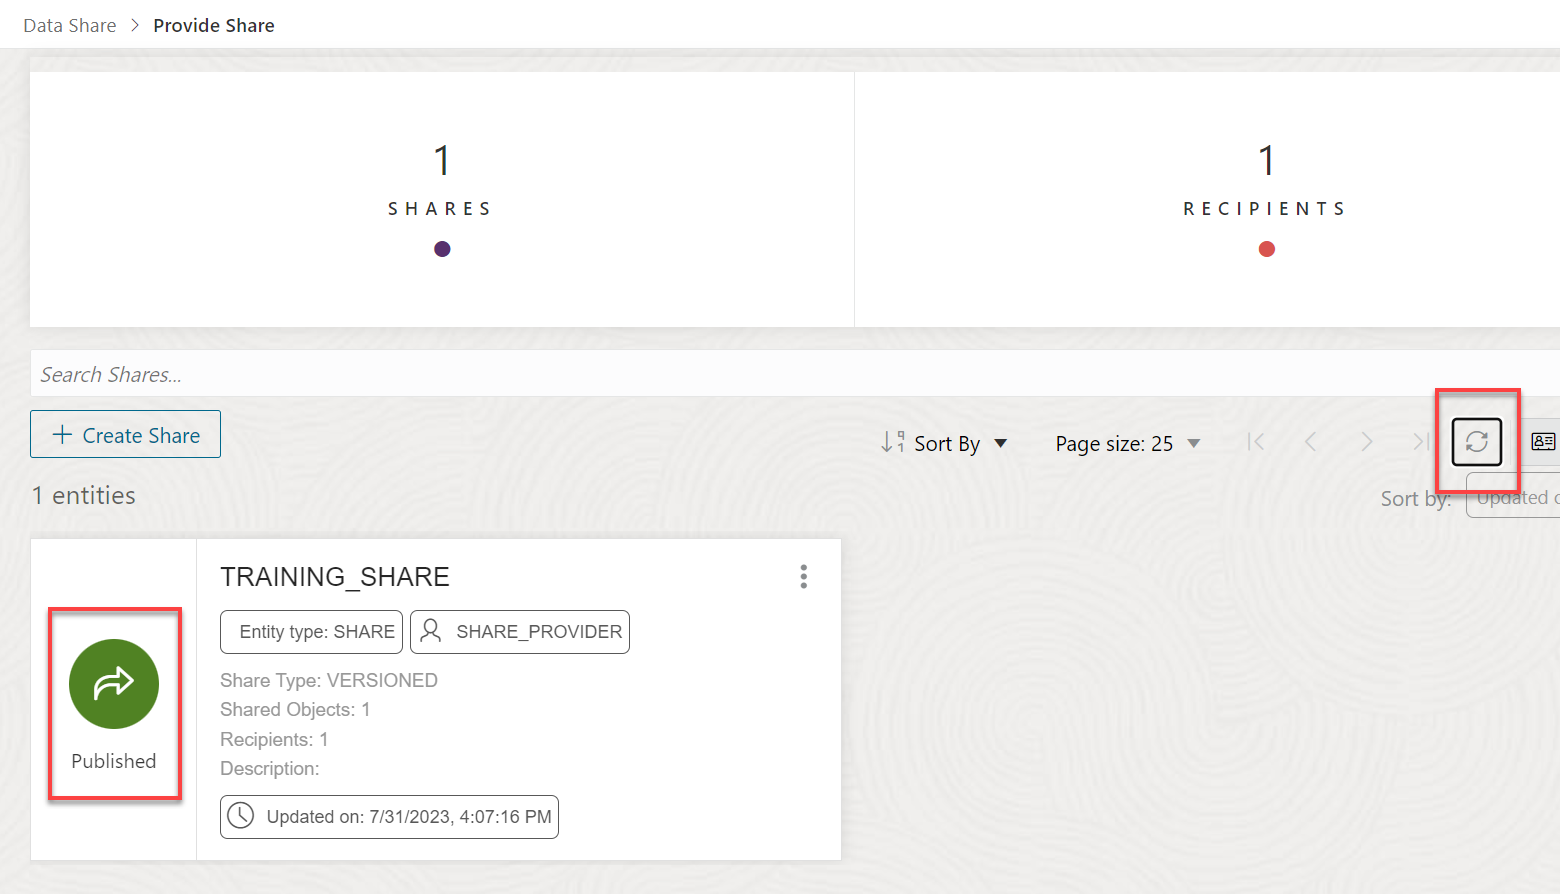 Data Share > Provide Share
1
SHARES
1
RECIPIENTS
Search Shares...
+ Create Share
Sort By
Page size: 25
1 entities
Sort by: Updated
TRAINING_SHARE
Entity type: SHARE
SHARE_PROVIDER
Share Type: VERSIONED
Shared Objects: 1
Recipients: 1
Description:
Published
Updated on: 7/31/2023, 4:07:16 PM